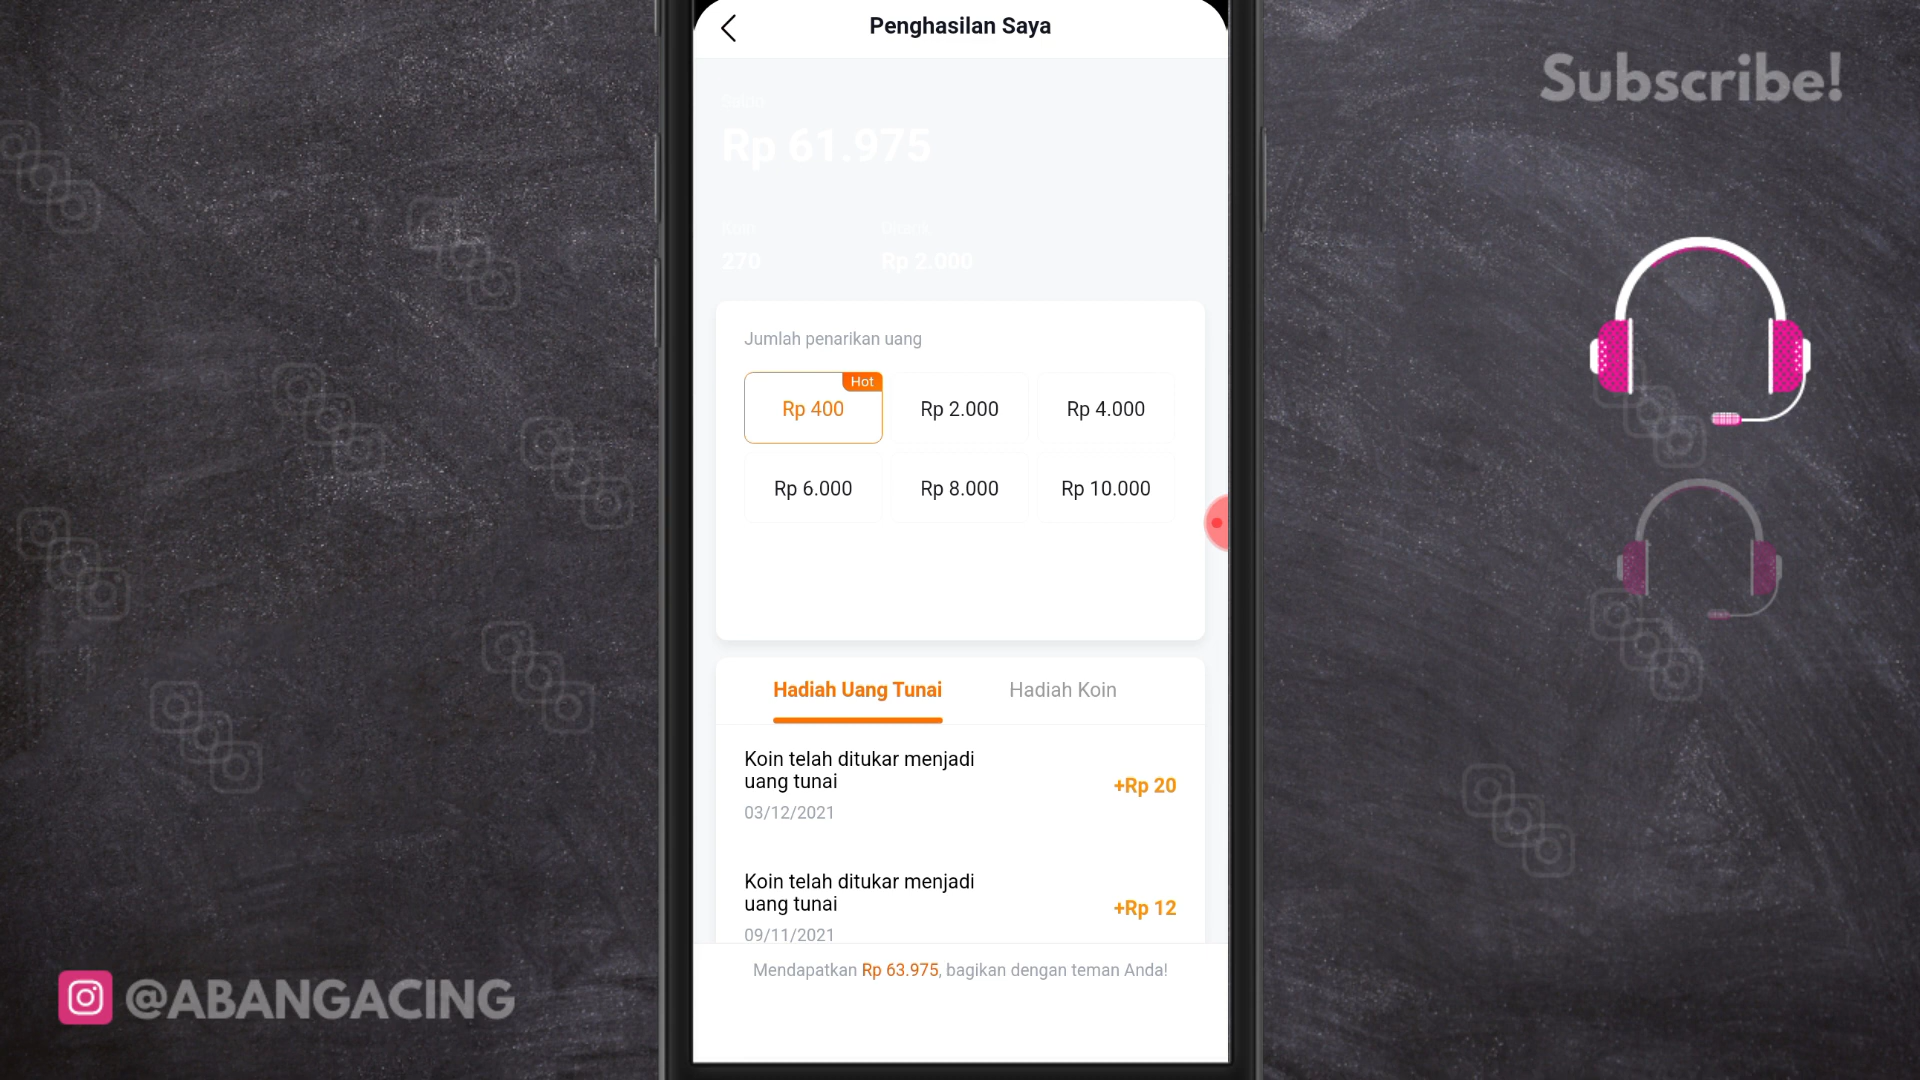 Penghasilan Saya
Subscribe!
Saldo
Rp 61.975
Koin
Ditarik
270
Rp 2.000
Jumlah penarikan uang
Hot
Rp 400
Rp 2.000
Rp 4.000
Rp 6.000
Rp 8.000
Rp 10.000
Hadiah Uang Tunai
Hadiah Koin
Koin telah ditukar menjadi
uang tunai
+Rp 20
03/12/2021
Koin telah ditukar menjadi
uang tunai
+Rp 12
09/11/2021
Mendapatkan Rp 63.975, bagikan dengan teman Anda!
@ABANGACING